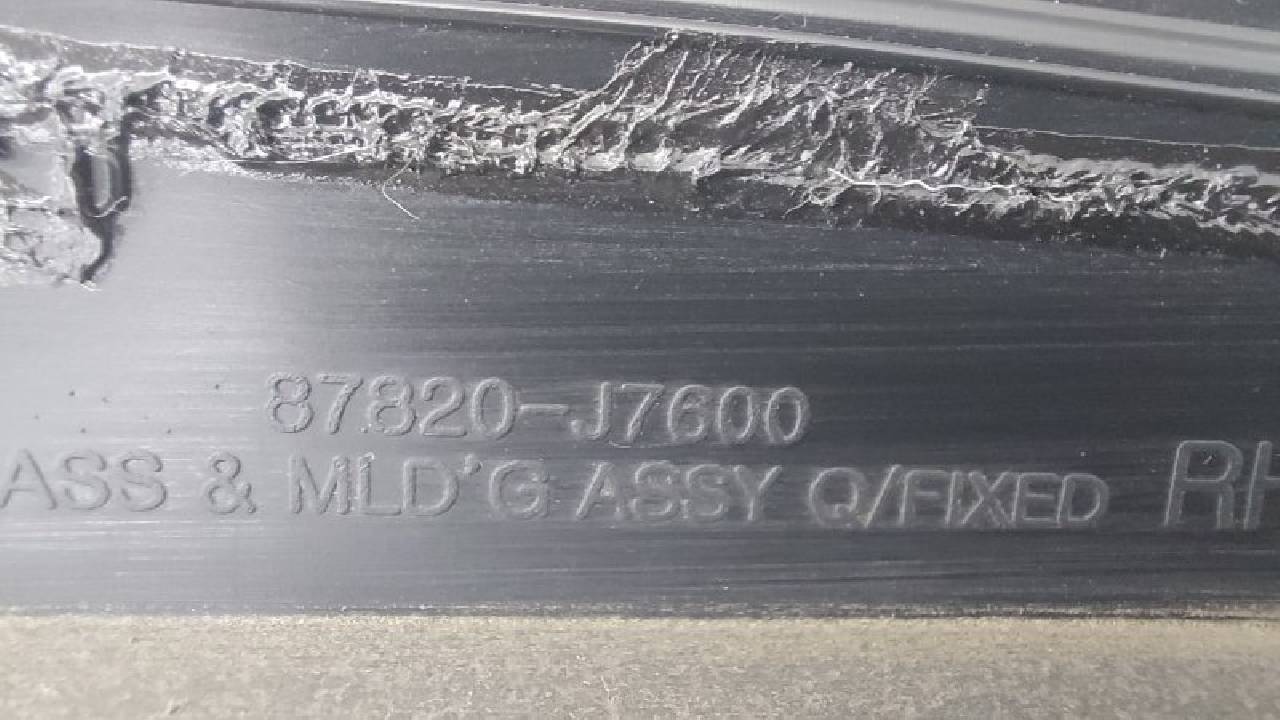 87820-J7600
ASS & MLD'G ASSY Q/FIXED RH